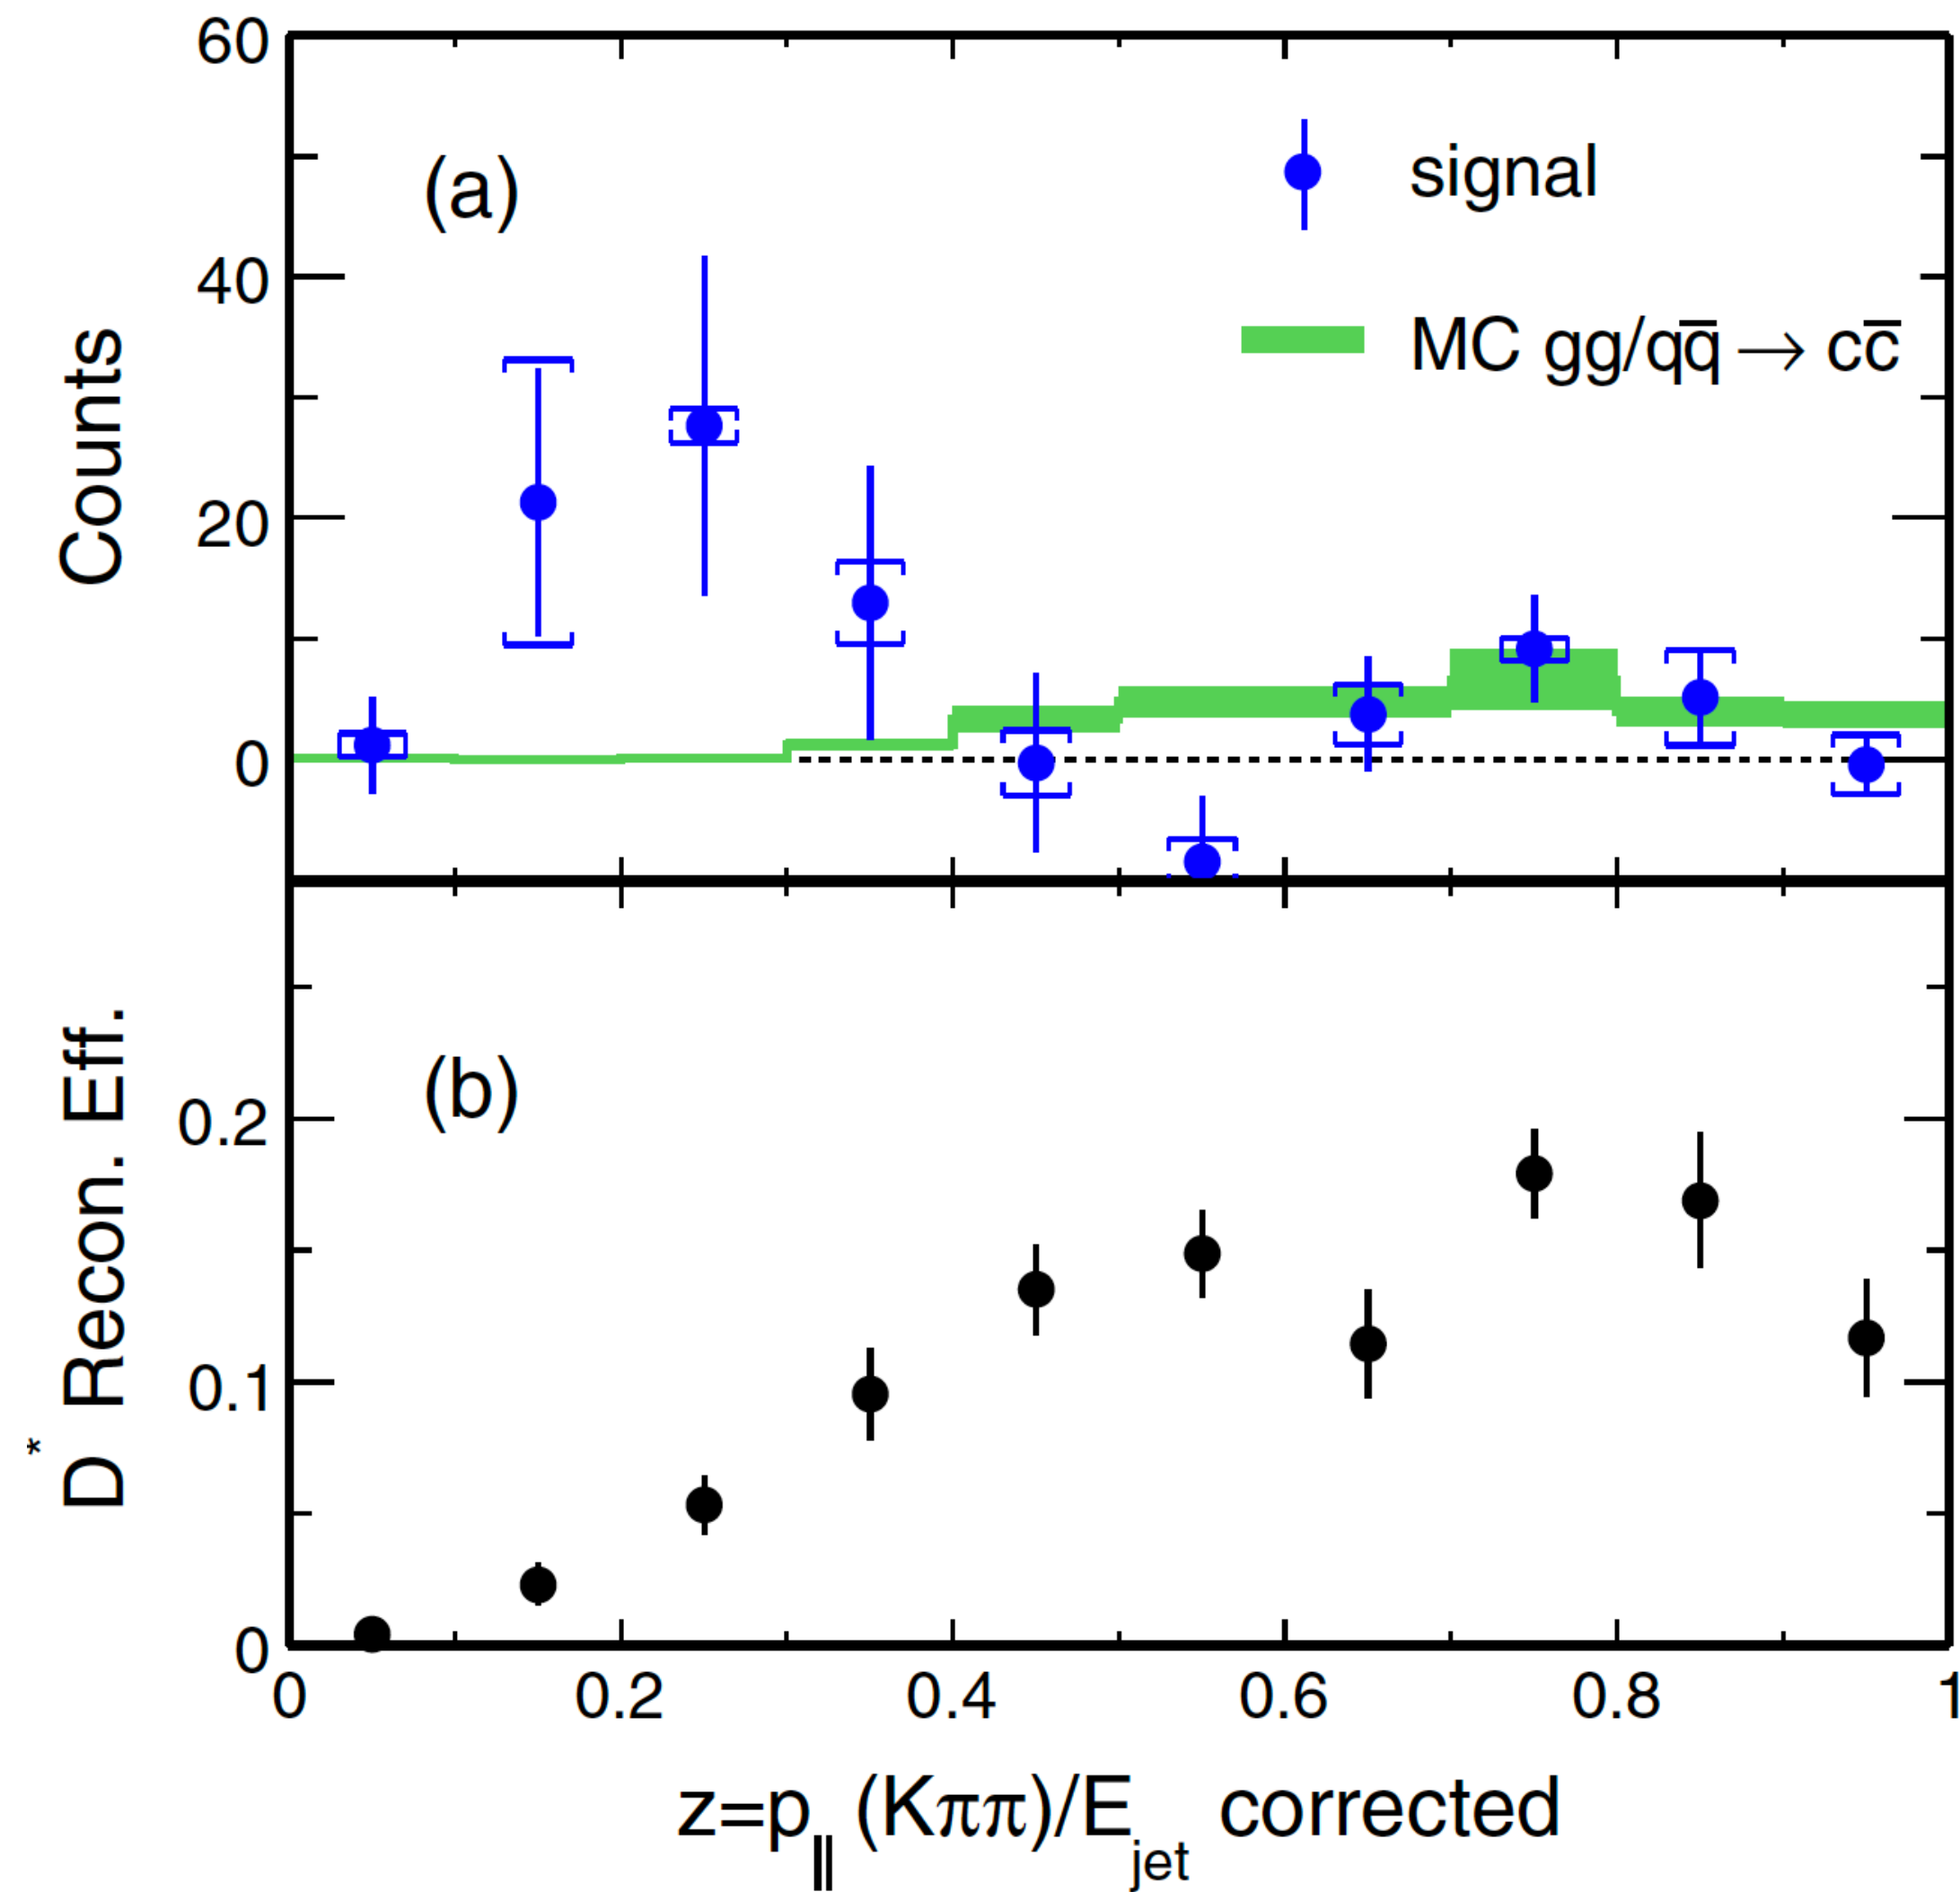 60
40
20
0
Counts
(a)
signal
MC gg/qq̅ → cc̅
0.2
0.1
0
D* Recon. Eff.
(b)
0 0.2 0.4 0.6 0.8 1
z=p∥ (Kππ)/Ejet corrected